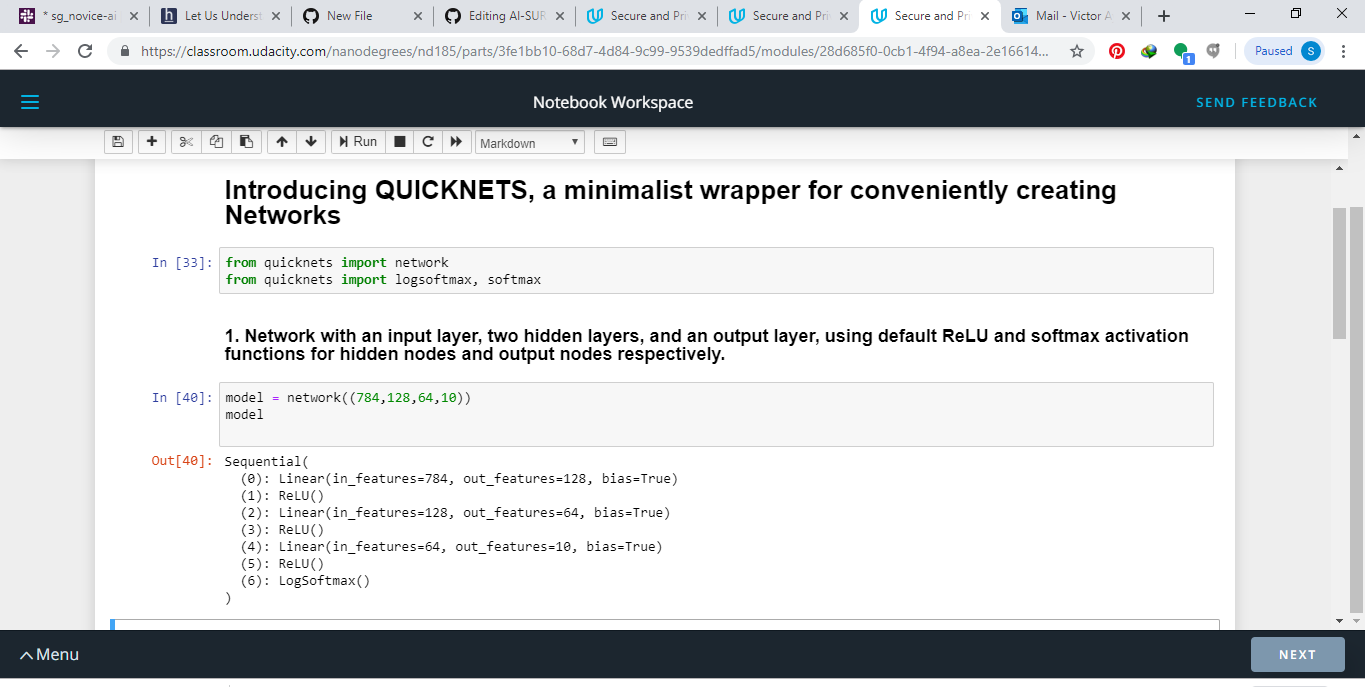 * sg_novice-ai
Let Us Underst
New File
Editing AI-SUR
Secure and Pri
Secure and Pri
Secure and Pri
Mail - Victor A
https://classroom.udacity.com/nanodegrees/nd185/parts/3fe1bb10-68d7-4d84-9c99-9539dedffad5/modules/28d685f0-0cb1-4f94-a8ea-2e16614...
1
Paused
S
Notebook Workspace
SEND FEEDBACK
Run
Markdown
Introducing QUICKNETS, a minimalist wrapper for conveniently creating
Networks
In [33]:
from quicknets import network
from quicknets import logsoftmax, softmax
1. Network with an input layer, two hidden layers, and an output layer, using default ReLU and softmax activation
functions for hidden nodes and output nodes respectively.
In [40]:
model = network((784,128,64,10))
model
Out[40]:
Sequential(
(0): Linear(in_features=784, out_features=128, bias=True)
(1): ReLU()
(2): Linear(in_features=128, out_features=64, bias=True)
(3): ReLU()
(4): Linear(in_features=64, out_features=10, bias=True)
(5): ReLU()
(6): LogSoftmax()
)
Menu
NEXT